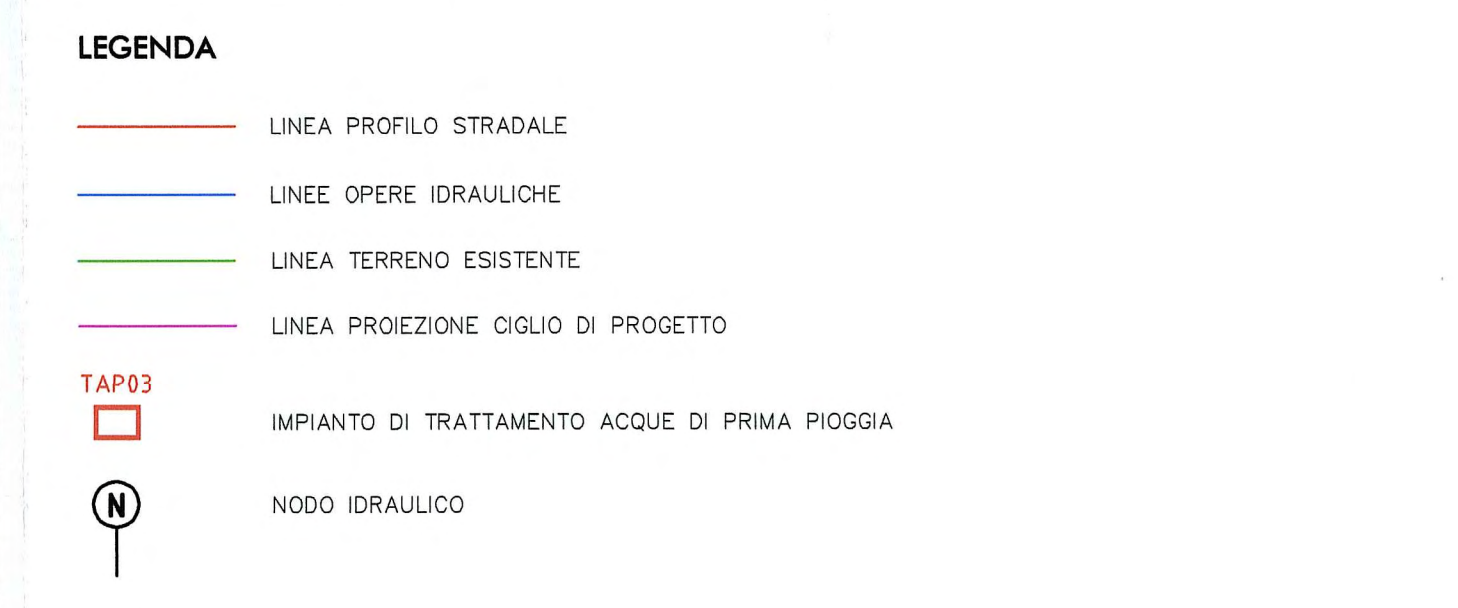 LEGENDA
LINEA PROFILO STRADALE
LINEE OPERE IDRAULICHE
LINEA TERRENO ESISTENTE
LINEA PROIEZIONE CIGLIO DI PROGETTO
TAP03
IMPIANTO DI TRATTAMENTO ACQUE DI PRIMA PIOGGIA
N
NODO IDRAULICO